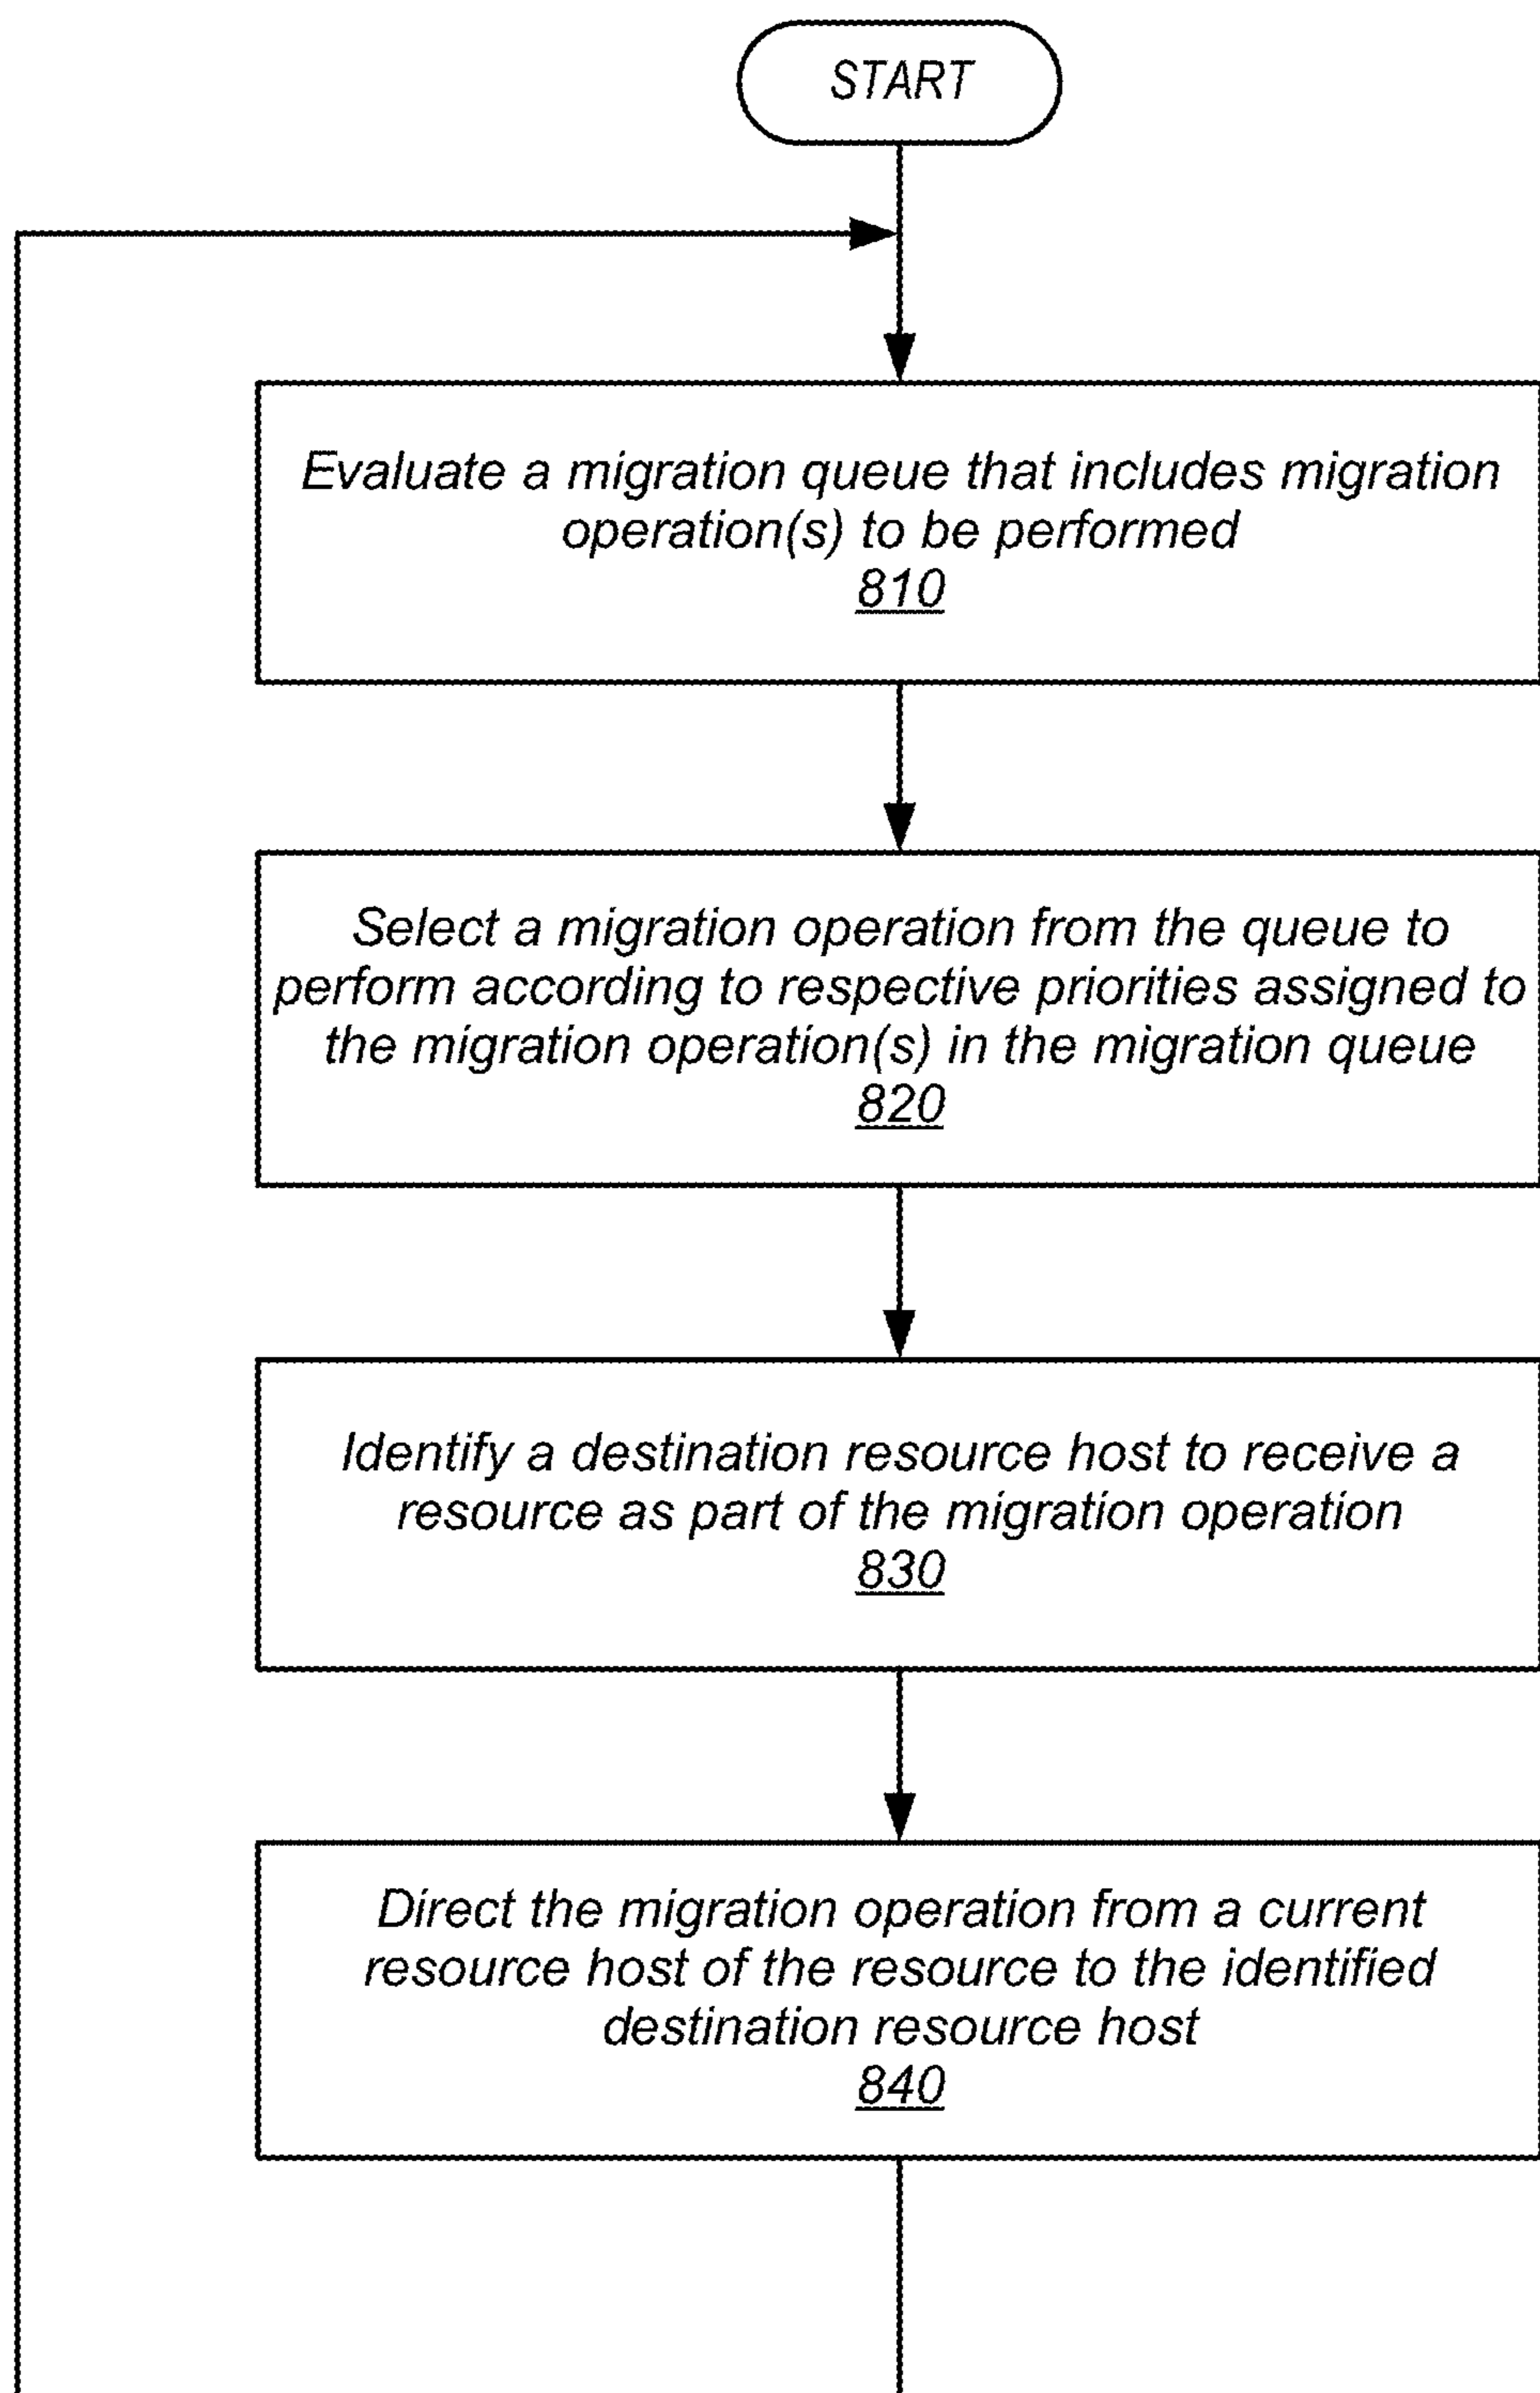 START
Evaluate a migration queue that includes migration
operation(s) to be performed
810
Select a migration operation from the queue to
perform according to respective priorities assigned to
the migration operation(s) in the migration queue
820
Identify a destination resource host to receive a
resource as part of the migration operation
830
Direct the migration operation from a current
resource host of the resource to the identified
destination resource host
840